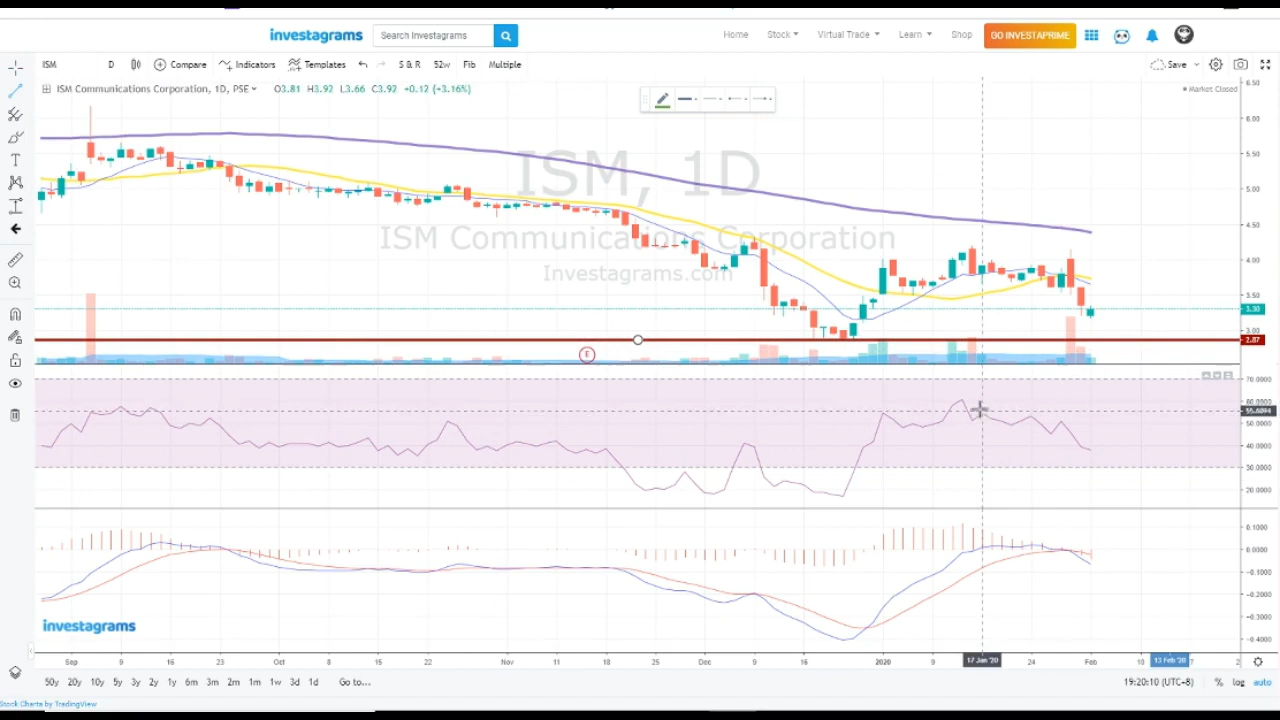 investagrams
Search Investagrams
Home
Stock
Virtual Trade
Learn
Shop
GO INVESTAPRIME
ISM
D
Compare
Indicators
Templates
S & R
52w
Fib
Multiple
Save
ISM Communications Corporation, 1D, PSE
O3.81 H3.92 L3.66 C3.92 +0.12 (+3.16%)
Market Closed
ISM, 1D
ISM Communications Corporation
Investagrams.com
6.50
6.00
5.50
5.00
4.50
4.00
3.50
3.30
3.00
2.87
E
70.0000
60.0000
55.6094
50.0000
40.0000
30.0000
20.0000
0.1000
0.0000
-0.1000
-0.2000
-0.3000
-0.4000
investagrams
Sep 9 16 23 Oct 8 15 22 Nov 11 18 25 Dec 9 16 2020 9 17 Jan '20 24 Feb 10 13 Feb '20 7 2
50y 20y 10y 5y 3y 2y 1y 6m 3m 2m 1m 1w 3d 1d Go to...
19:20:10 (UTC+8) % log auto
Stock Charts by TradingView